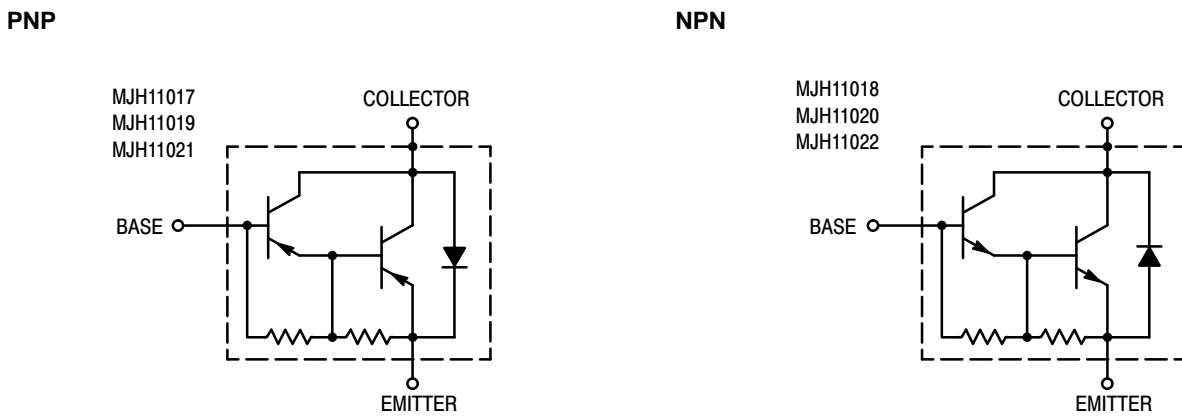 PNP
NPN
MJH11017
MJH11019
MJH11021
COLLECTOR
BASE
EMITTER
MJH11018
MJH11020
MJH11022
COLLECTOR
BASE
EMITTER